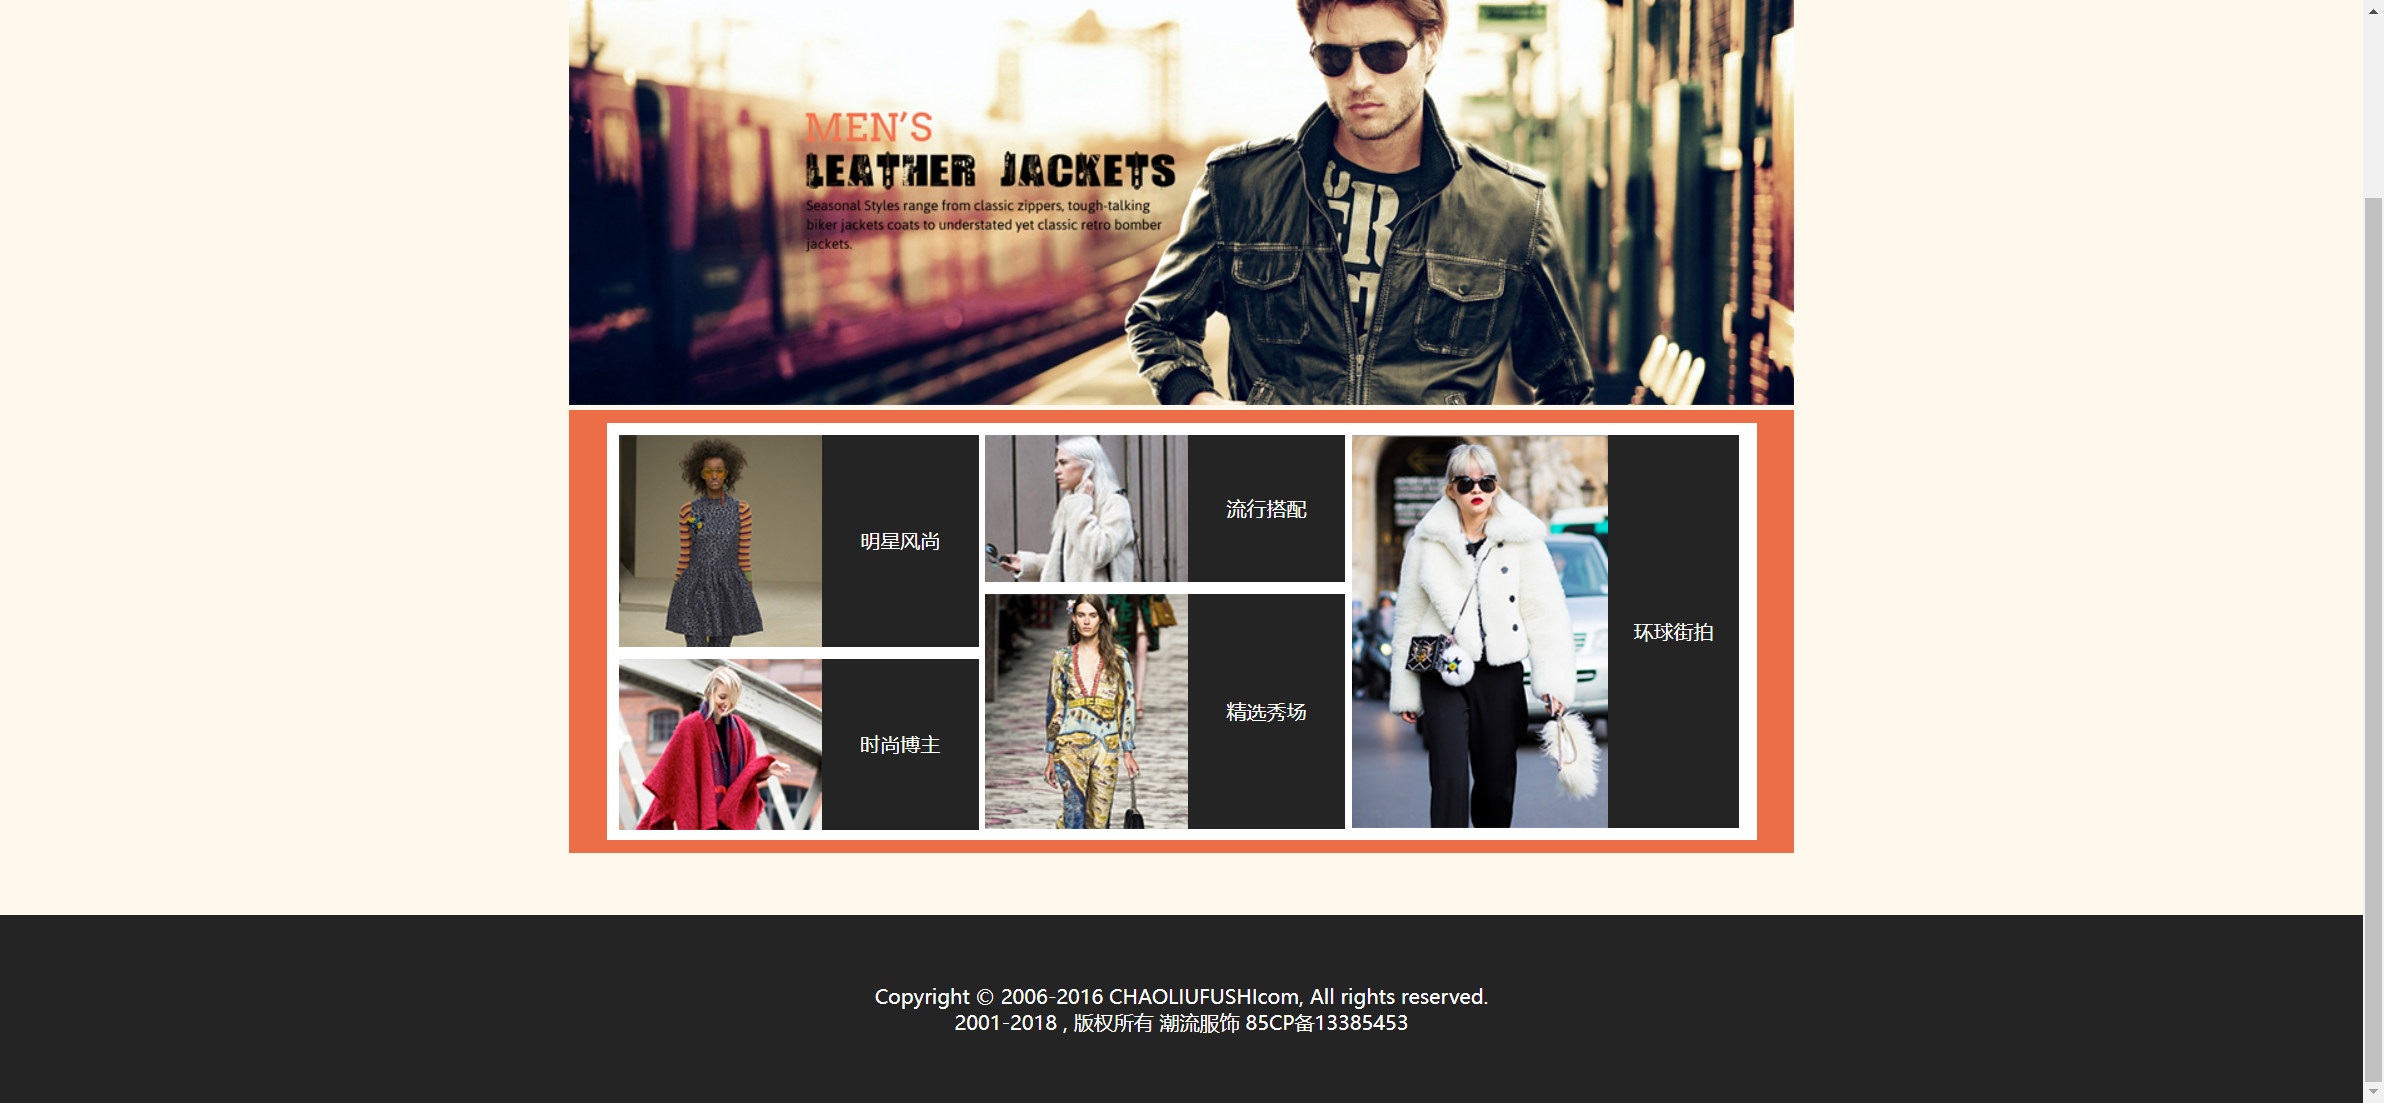 MEN'S
LEATHER JACKETS
Seasonal Styles range from classic zippers, tough-talking
biker jackets coats to understated yet classic retro bomber
jackets.
明星风尚
时尚博主
流行搭配
精选秀场
环球街拍
Copyright © 2006-2016 CHAOLIUFUSHIcom, All rights reserved.
2001-2018 , 版权所有 潮流服饰 85CP备13385453